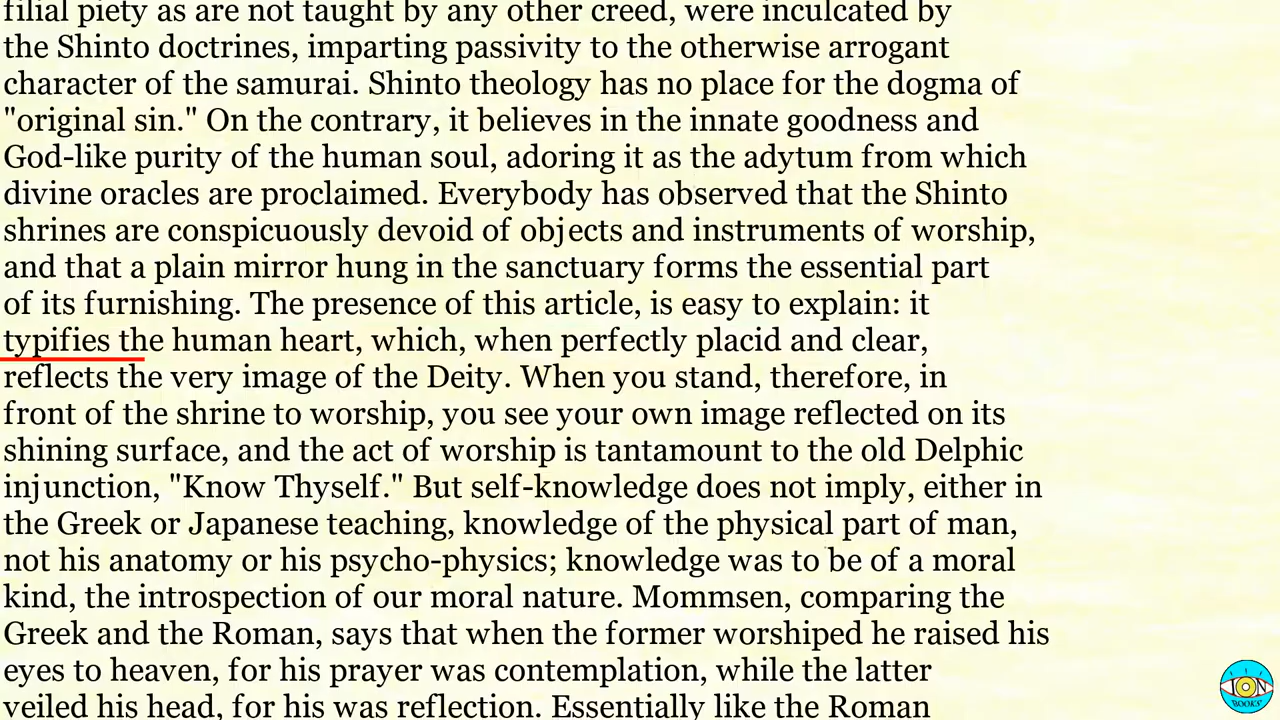 filial piety as are not taught by any other creed, were inculcated by
the Shinto doctrines, imparting passivity to the otherwise arrogant
character of the samurai. Shinto theology has no place for the dogma of
"original sin." On the contrary, it believes in the innate goodness and
God-like purity of the human soul, adoring it as the adytum from which
divine oracles are proclaimed. Everybody has observed that the Shinto
shrines are conspicuously devoid of objects and instruments of worship,
and that a plain mirror hung in the sanctuary forms the essential part
of its furnishing. The presence of this article, is easy to explain: it
typifies the human heart, which, when perfectly placid and clear,
reflects the very image of the Deity. When you stand, therefore, in
front of the shrine to worship, you see your own image reflected on its
shining surface, and the act of worship is tantamount to the old Delphic
injunction, "Know Thyself." But self-knowledge does not imply, either in
the Greek or Japanese teaching, knowledge of the physical part of man,
not his anatomy or his psycho-physics; knowledge was to be of a moral
kind, the introspection of our moral nature. Mommsen, comparing the
Greek and the Roman, says that when the former worshiped he raised his
eyes to heaven, for his prayer was contemplation, while the latter
veiled his head, for his was reflection. Essentially like the Roman
ION
BOOKS